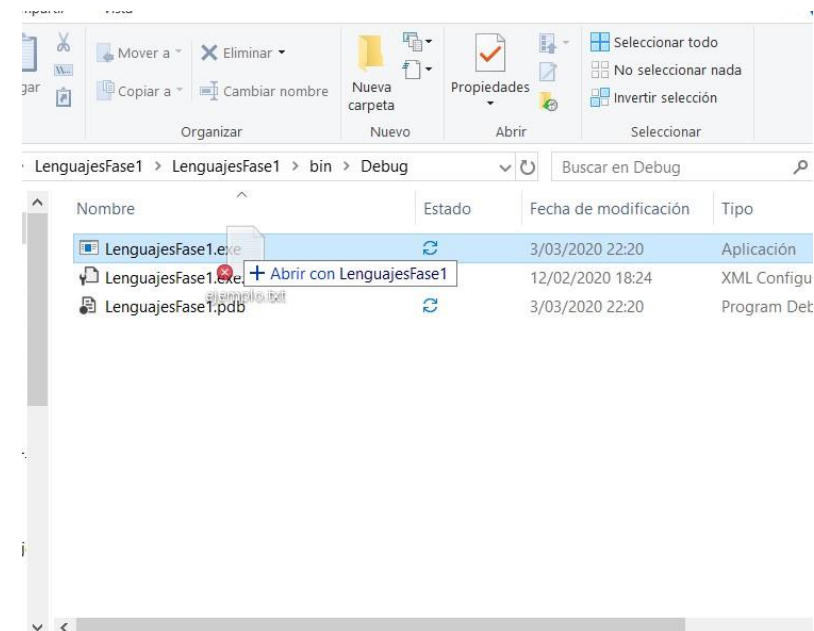 Vista
Mover a
Eliminar
Copiar a
Cambiar nombre
Nueva
carpeta
Propiedades
Seleccionar todo
No seleccionar nada
Invertir selección
Organizar
Nuevo
Abrir
Seleccionar
LenguajesFase1 > LenguajesFase1 > bin > Debug
Buscar en Debug
Nombre Estado Fecha de modificación Tipo
LenguajesFase1.exe 3/03/2020 22:20 Aplicación
LenguajesFase1.exe. 12/02/2020 18:24 XML Configu
+ Abrir con LenguajesFase1
ejemplo.txt
LenguajesFase1.pdb 3/03/2020 22:20 Program Deb